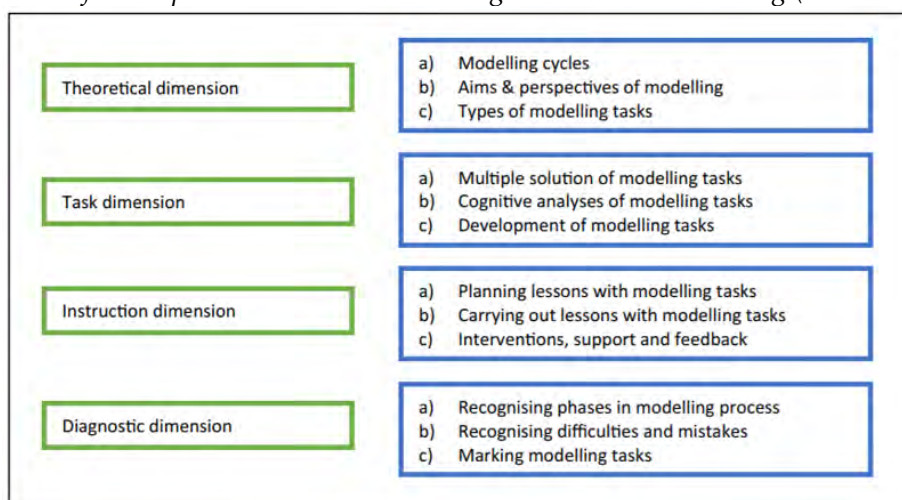 Theoretical dimension
a) Modelling cycles
b) Aims & perspectives of modelling
c) Types of modelling tasks
Task dimension
a) Multiple solution of modelling tasks
b) Cognitive analyses of modelling tasks
c) Development of modelling tasks
Instruction dimension
a) Planning lessons with modelling tasks
b) Carrying out lessons with modelling tasks
c) Interventions, support and feedback
Diagnostic dimension
a) Recognising phases in modelling process
b) Recognising difficulties and mistakes
c) Marking modelling tasks